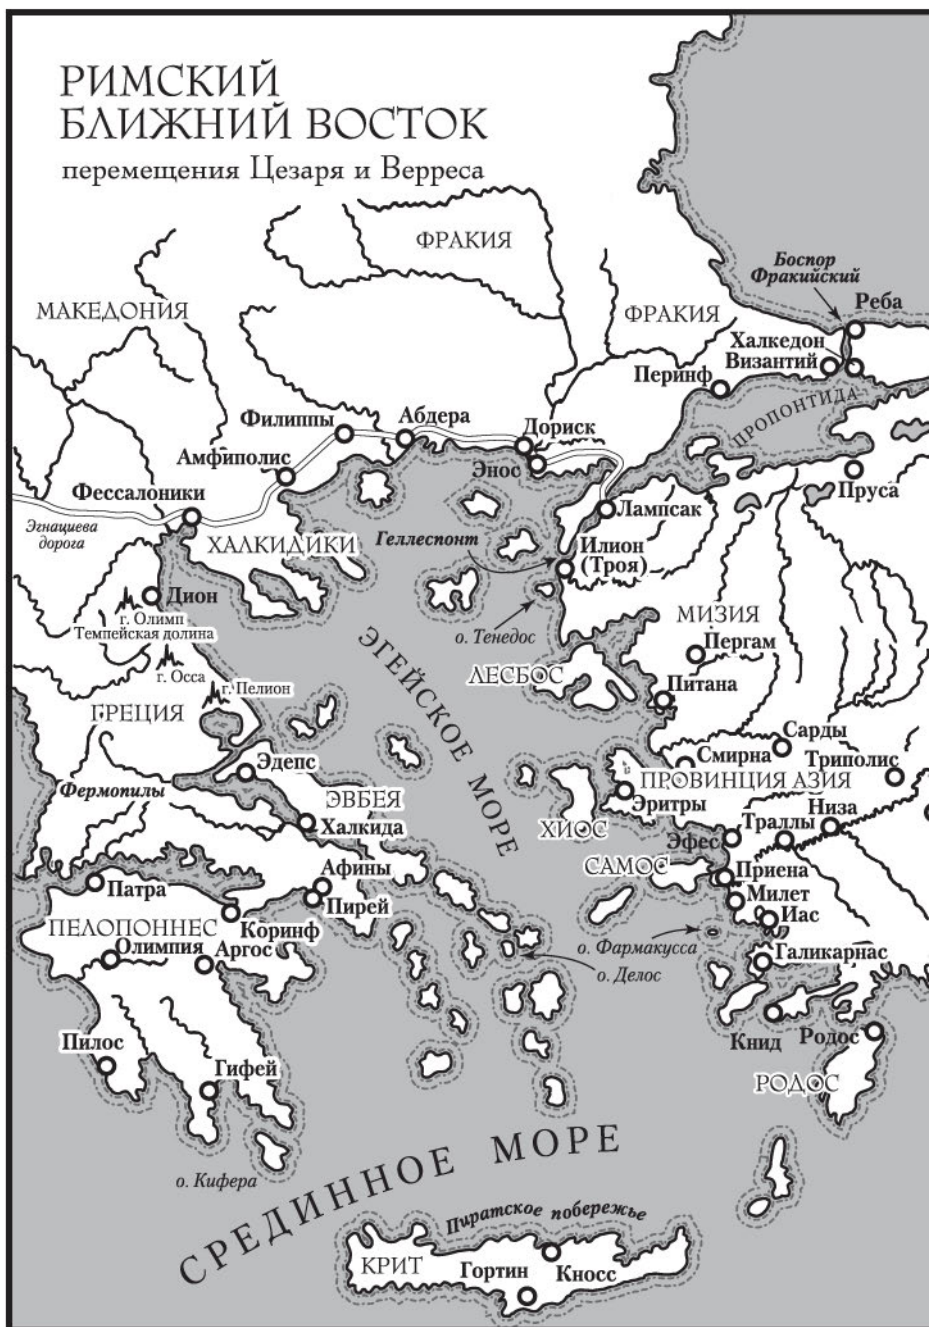 РИМСКИЙ
БЛИЖНИЙ ВОСТОК
перемещения Цезаря и Верреса
ФРАКИЯ
Боспор
Фракийский
Реба
МАКЕДОНИЯ
ФРАКИЯ
Халкедон
Византий
Перинф
ПРОПОНТИДА
Филиппы
Абдера
Дориск
Энос
Амфиполис
Пруса
Фессалоники
Лампсак
Эгнациева
дорога
ХАЛКИДИКИ
Геллеспонт
Илион
(Троя)
Дион
г. Олимп
Темпейская долина
о. Тенедос
МИЗИЯ
Пергам
г. Осса
ЭГЕЙСКОЕ МОРЕ
ЛЕСБОС
г. Пелион
Питана
ГРЕЦИЯ
Сарды
Эдепс
Смирна
Триполис
Фермопилы
ПРОВИНЦИЯ АЗИЯ
ЭВБЕЯ
Эритры
Низа
Халкида
ХИОС
Траллы
Эфес
САМОС
Афины
Приена
Патра
Пирей
Милет
ПЕЛОПОННЕС
Коринф
Иас
Олимпия
Аргос
о. Фармакусса
Галикарнас
о. Делос
Пилос
Книд
Родос
Гифей
РОДОС
о. Кифера
СРЕДИННОЕ МОРЕ
Пиратское побережье
КРИТ
Гортин
Кносс